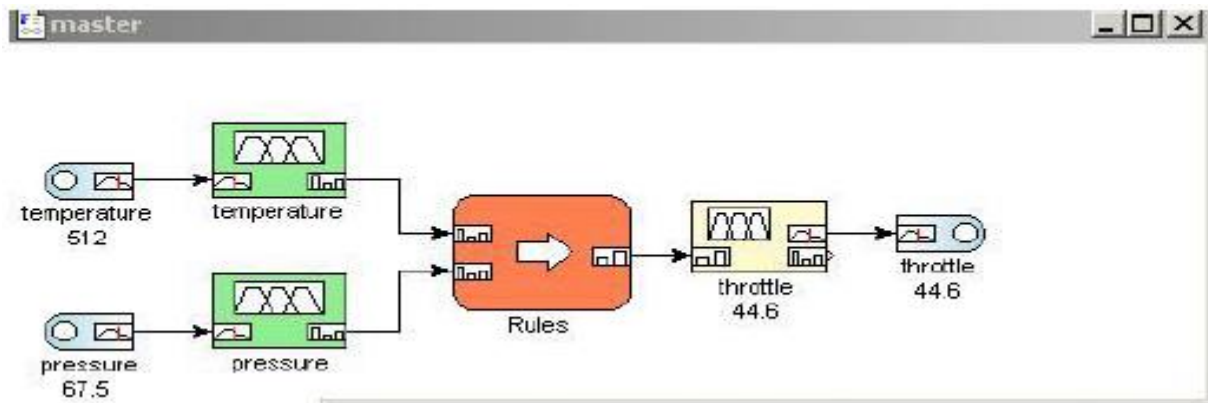 master
temperature
512
temperature
pressure
67.5
pressure
Rules
throttle
44.6
throttle
44.6